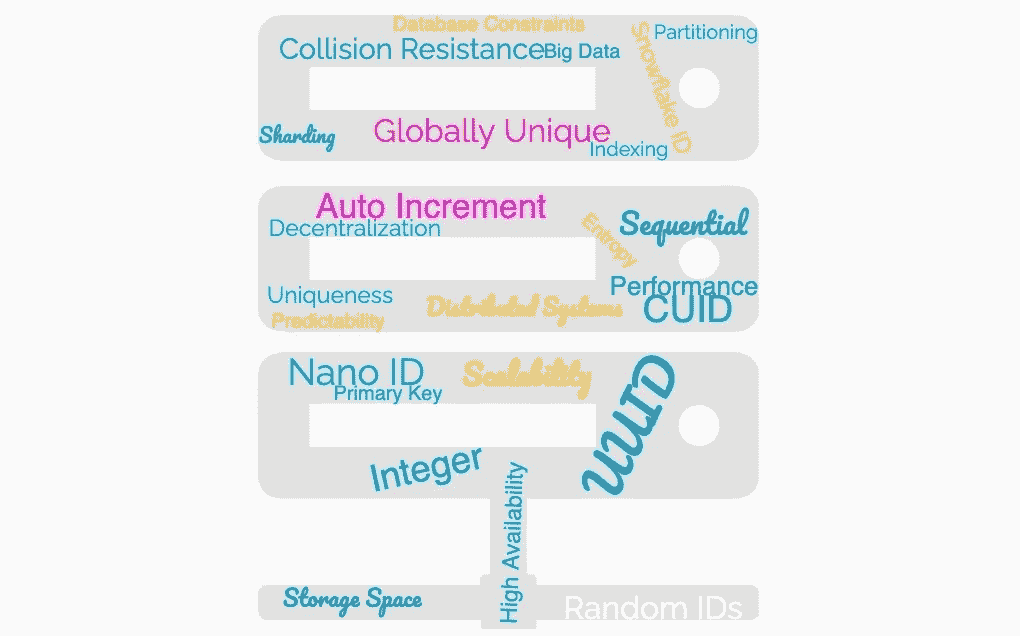 Database Constraints
Partitioning
Collision Resistance
Big Data
Snowflake ID
Sharding
Globally Unique
Indexing
Auto Increment
Sequential
Decentralization
Entropy
Performance
Uniqueness
Distributed Systems
CUID
Predictability
Nano ID
Scalability
UUID
Primary Key
Integer
High Availability
Storage Space
Random IDs